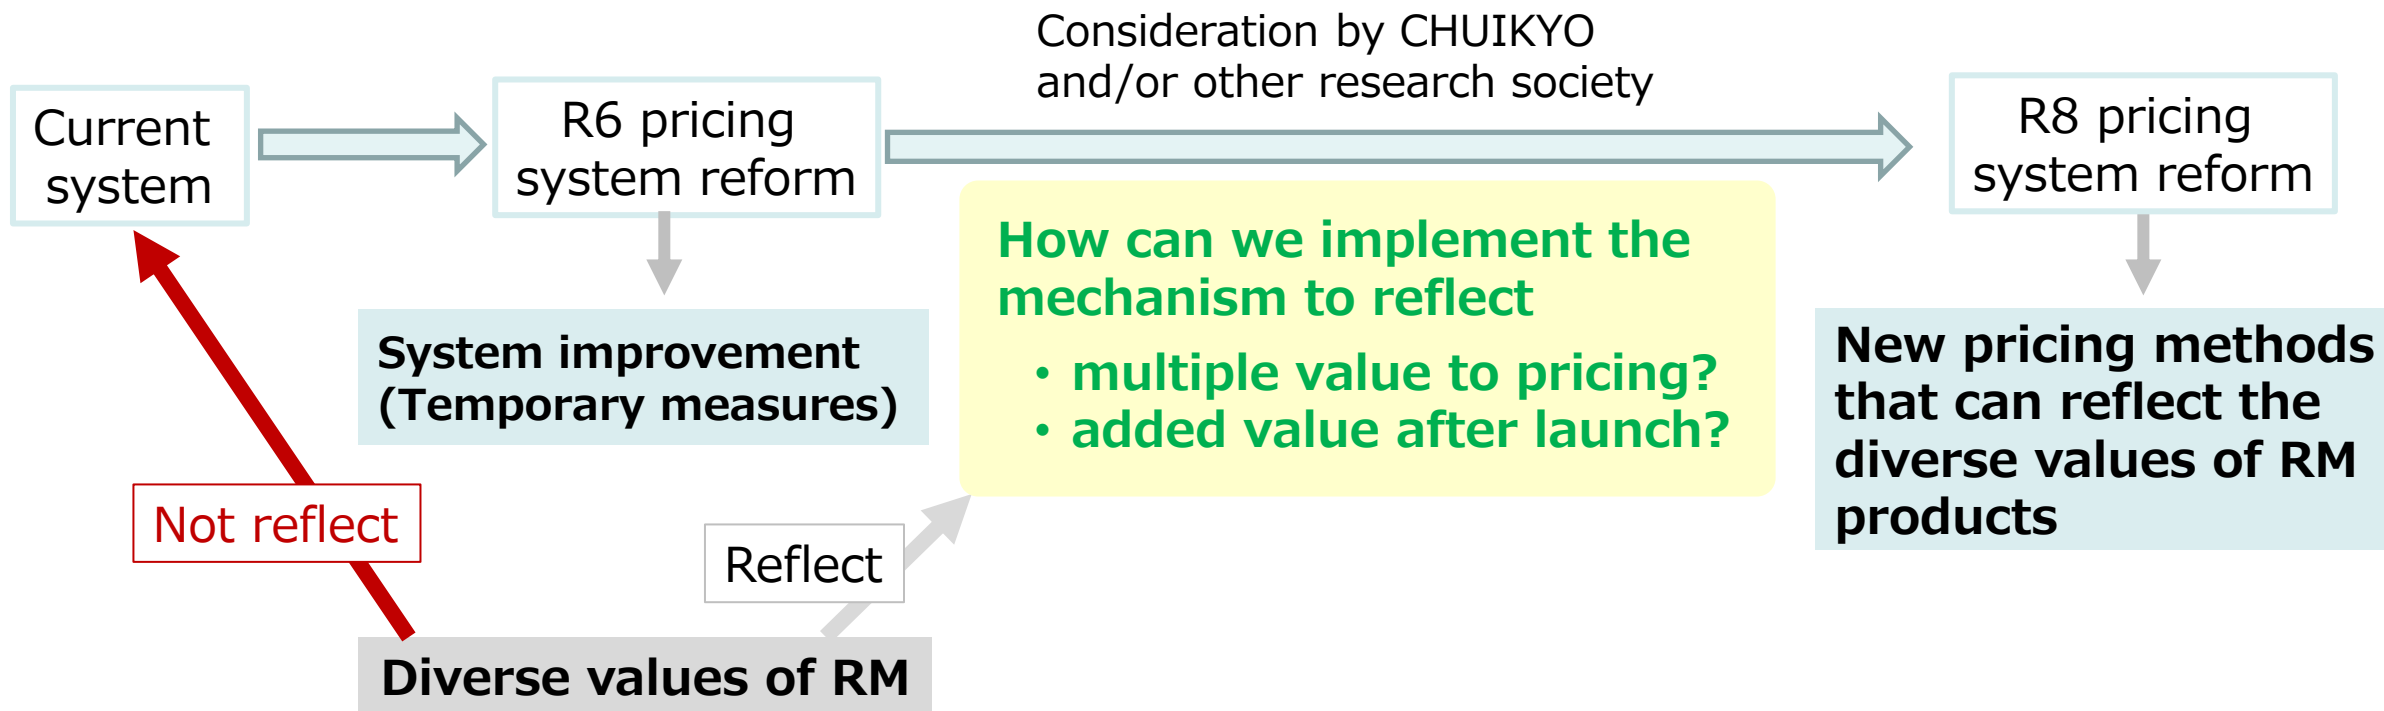 Consideration by CHUIKYO
and/or other research society
Current
system
R6 pricing
system reform
R8 pricing
system reform
How can we implement the
mechanism to reflect
・multiple value to pricing?
・added value after launch?
System improvement
(Temporary measures)
New pricing methods
that can reflect the
diverse values of RM
products
Not reflect
Reflect
Diverse values of RM